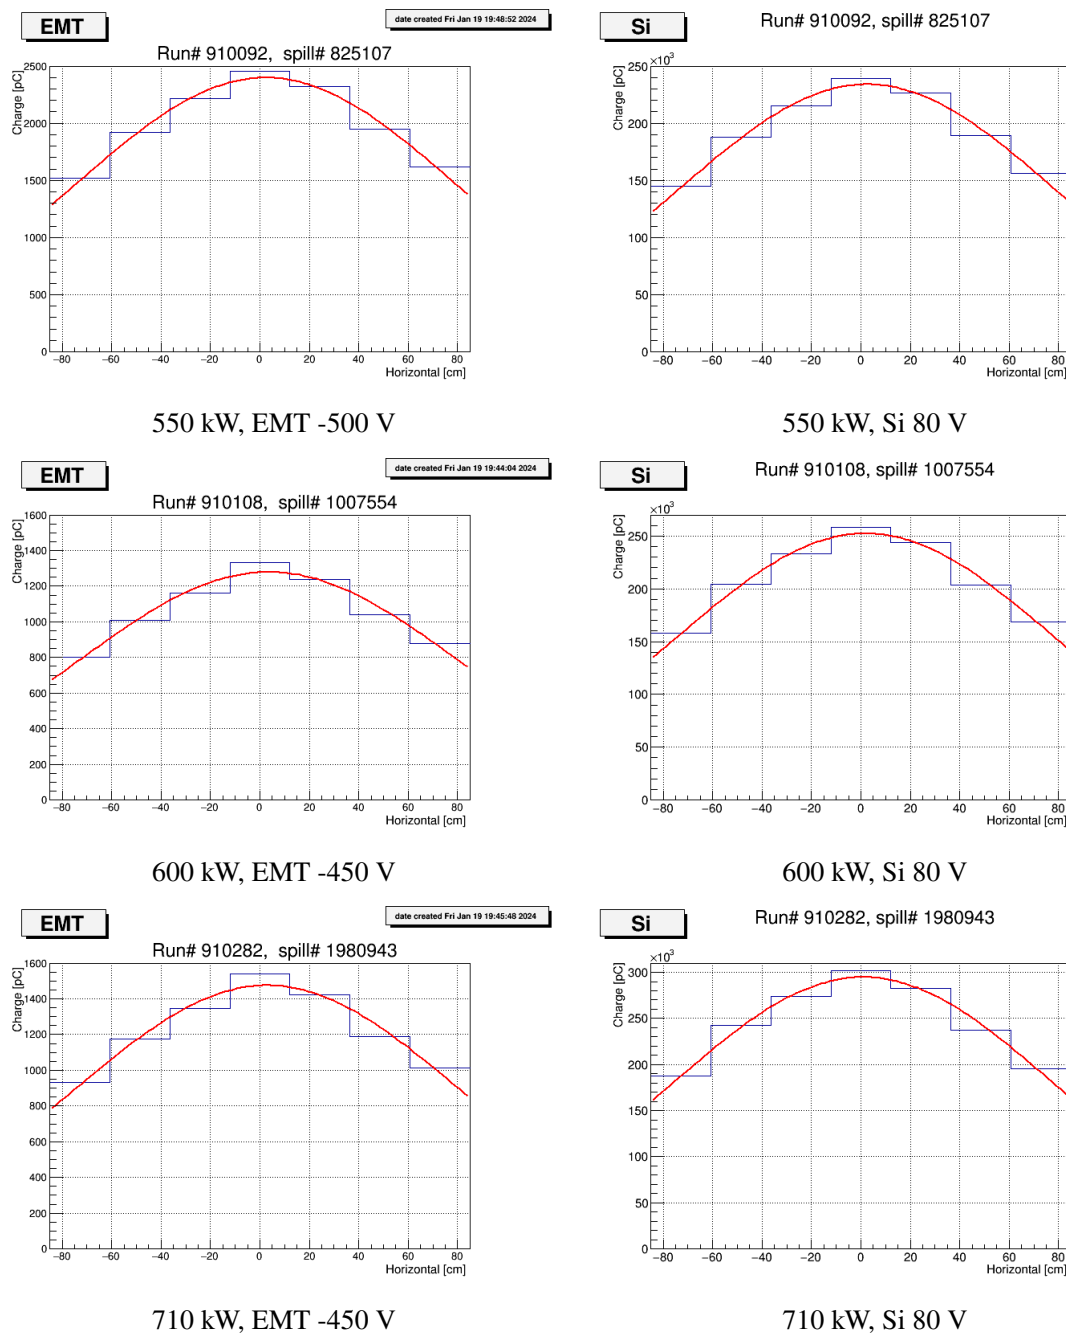 EMT
date created Fri Jan 19 19:48:52 2024
Run# 910092, spill# 825107
Charge [pC]
2500
2000
1500
1000
500
0
−80 −60 −40 −20 0 20 40 60 80
Horizontal [cm]
550 kW, EMT -500 V
Si
Run# 910092, spill# 825107
×10³
Charge [pC]
250
200
150
100
50
0
−80 −60 −40 −20 0 20 40 60 80
Horizontal [cm]
550 kW, Si 80 V
EMT
date created Fri Jan 19 19:44:04 2024
Run# 910108, spill# 1007554
Charge [pC]
1600
1400
1200
1000
800
600
400
200
0
−80 −60 −40 −20 0 20 40 60 80
Horizontal [cm]
600 kW, EMT -450 V
Si
Run# 910108, spill# 1007554
×10³
Charge [pC]
250
200
150
100
50
0
−80 −60 −40 −20 0 20 40 60 80
Horizontal [cm]
600 kW, Si 80 V
EMT
date created Fri Jan 19 19:45:48 2024
Run# 910282, spill# 1980943
Charge [pC]
1600
1400
1200
1000
800
600
400
200
0
−80 −60 −40 −20 0 20 40 60 80
Horizontal [cm]
710 kW, EMT -450 V
Si
Run# 910282, spill# 1980943
×10³
Charge [pC]
300
250
200
150
100
50
0
−80 −60 −40 −20 0 20 40 60 80
Horizontal [cm]
710 kW, Si 80 V